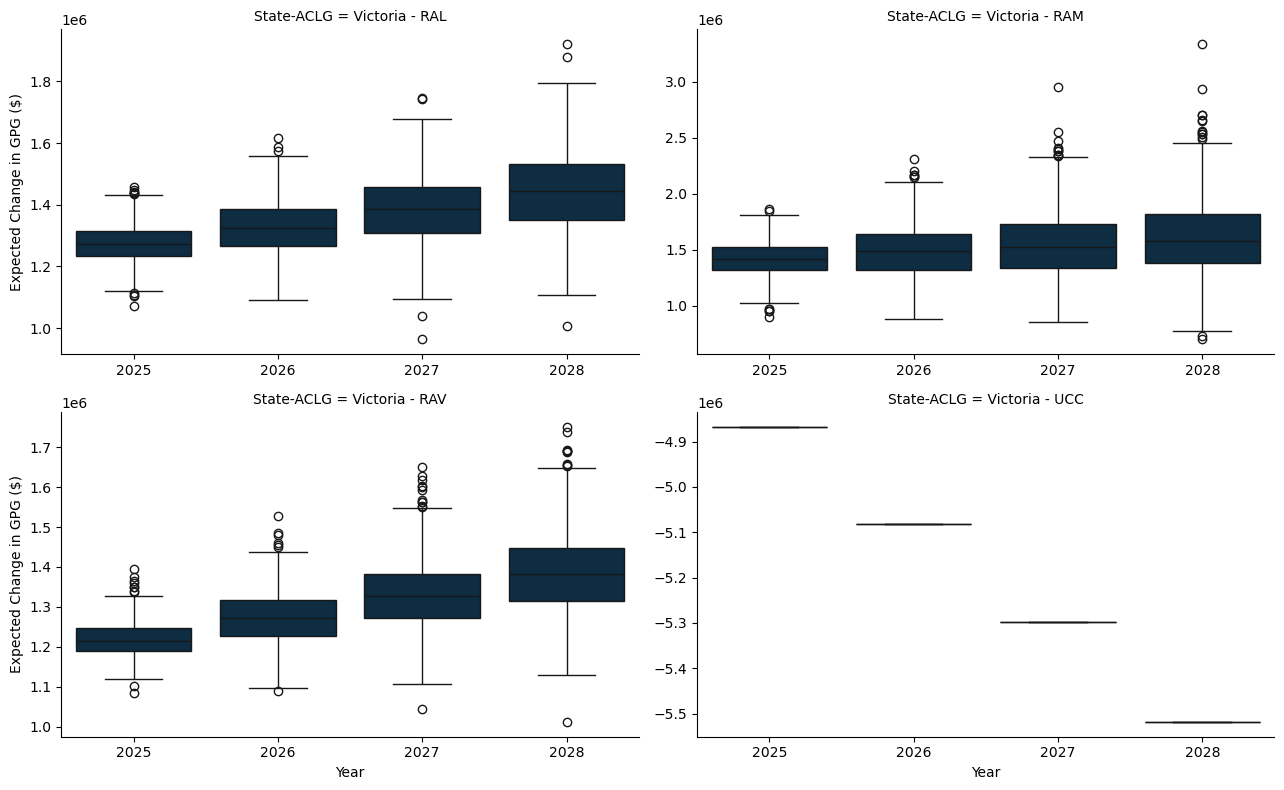 State-ACLG = Victoria - RAL
1e6
Expected Change in GPG ($)
1.8
1.6
1.4
1.2
1.0
2025 2026 2027 2028
State-ACLG = Victoria - RAM
1e6
3.0
2.5
2.0
1.5
1.0
2025 2026 2027 2028
State-ACLG = Victoria - RAV
1e6
Expected Change in GPG ($)
1.7
1.6
1.5
1.4
1.3
1.2
1.1
1.0
2025 2026 2027 2028
Year
State-ACLG = Victoria - UCC
1e6
−4.9
−5.0
−5.1
−5.2
−5.3
−5.4
−5.5
2025 2026 2027 2028
Year